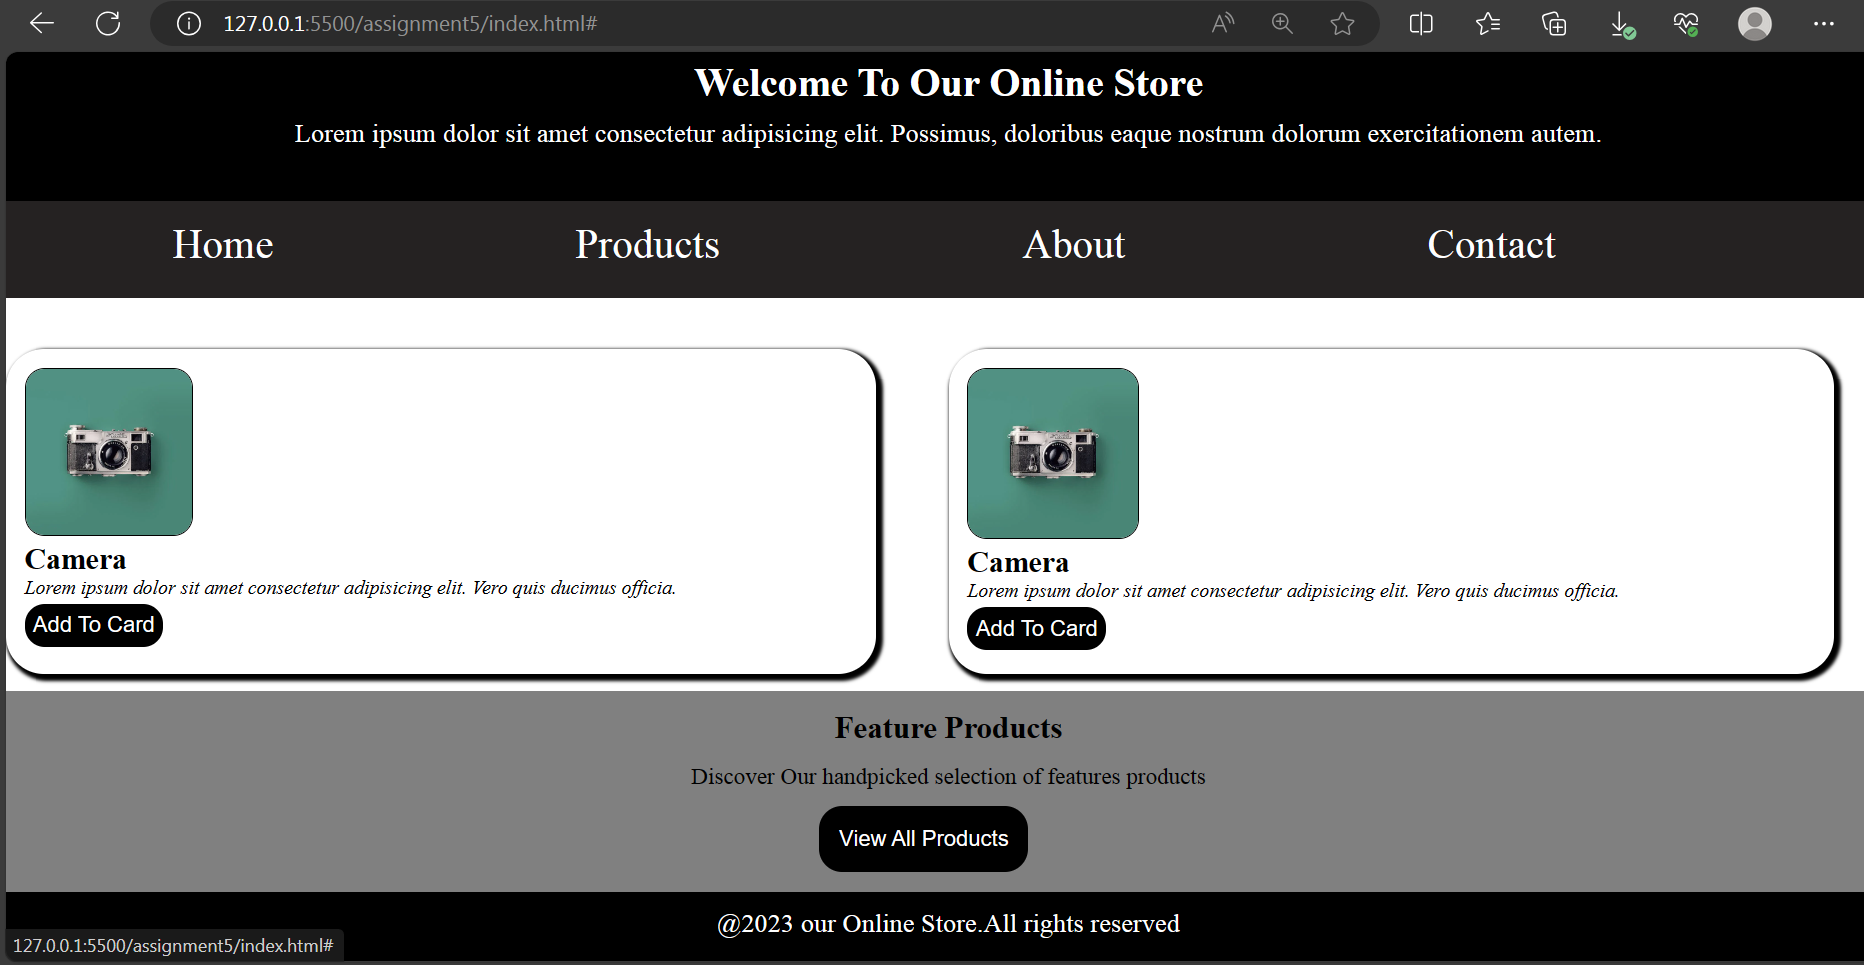 127.0.0.1:5500/assignment5/index.html#
Welcome To Our Online Store
Lorem ipsum dolor sit amet consectetur adipisicing elit. Possimus, doloribus eaque nostrum dolorum exercitationem autem.
Home Products About Contact
Camera
Lorem ipsum dolor sit amet consectetur adipisicing elit. Vero quis ducimus officia.
Add To Card
Camera
Lorem ipsum dolor sit amet consectetur adipisicing elit. Vero quis ducimus officia.
Add To Card
Feature Products
Discover Our handpicked selection of features products
View All Products
@2023 our Online Store.All rights reserved
127.0.0.1:5500/assignment5/index.html#